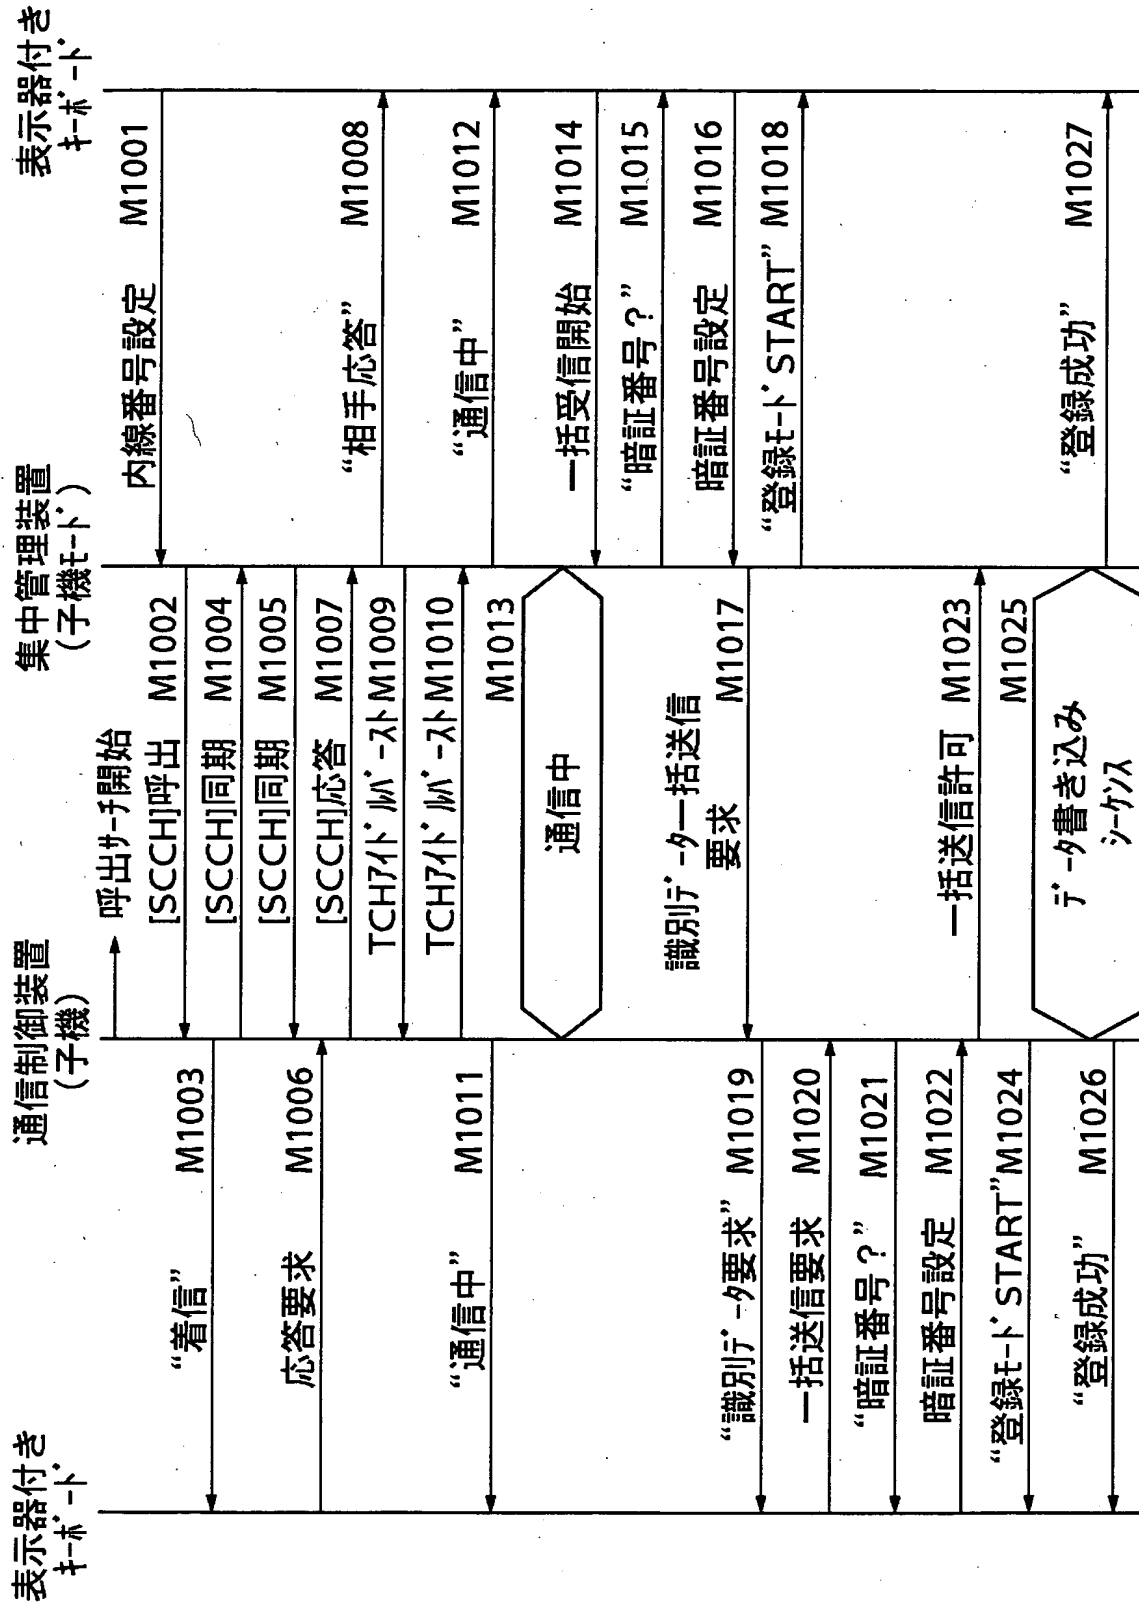 表示器付き
キーボード
通信制御装置
(子機)
集中管理装置
(子機モード)
表示器付き
キーボード
内線番号設定 M1001
呼出サーチ開始
[SCCH]呼出 M1002
“着信” M1003
[SCCH]同期 M1004
[SCCH]同期 M1005
応答要求 M1006
[SCCH]応答 M1007
“相手応答” M1008
TCHアイドルバースト M1009
TCHアイドルバースト M1010
“通信中” M1011
“通信中” M1012
M1013
通信中
一括受信開始 M1014
“暗証番号?” M1015
暗証番号設定 M1016
識別データ一括送信
要求
M1017
“登録モードSTART” M1018
“識別データ要求” M1019
一括送信要求 M1020
“暗証番号?” M1021
暗証番号設定 M1022
一括送信許可 M1023
“登録モードSTART” M1024
M1025
データ書き込み
シーケンス
“登録成功” M1026
“登録成功” M1027